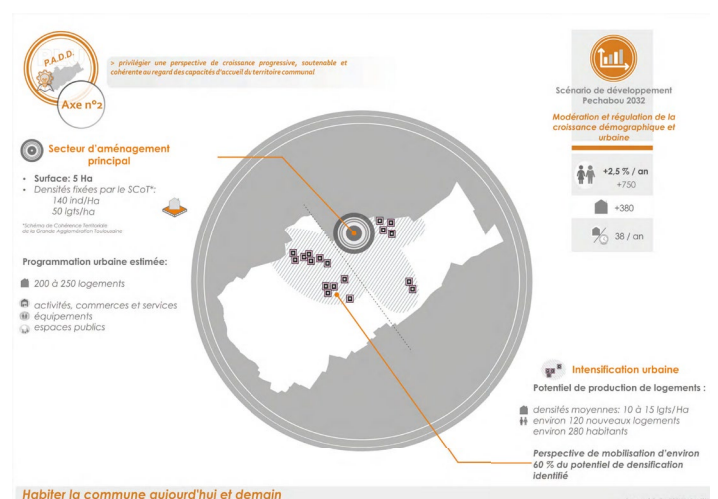 P.A.D.D.
Axe n°2
> privilégier une perspective de croissance progressive, soutenable et
cohérente au regard des capacités d'accueil du territoire communal
Scénario de développement
Pechabou 2032
Modération et régulation de la
croissance démographique et
urbaine
+2,5 % / an
+750
+380
38 / an
Secteur d'aménagement
principal
• Surface: 5 Ha
• Densités fixées par le SCoT*:
140 ind/Ha
50 lgts/ha
*Schéma de Cohérence Territoriale
de la Grande Agglomération Toulousaine
Programmation urbaine estimée:
200 à 250 logements
activités, commerces et services
équipements
espaces publics
Intensification urbaine
Potentiel de production de logements :
densités moyennes: 10 à 15 lgts/Ha
environ 120 nouveaux logements
environ 280 habitants
Perspective de mobilisation d'environ
60 % du potentiel de densification
identifié
Habiter la commune aujourd'hui et demain